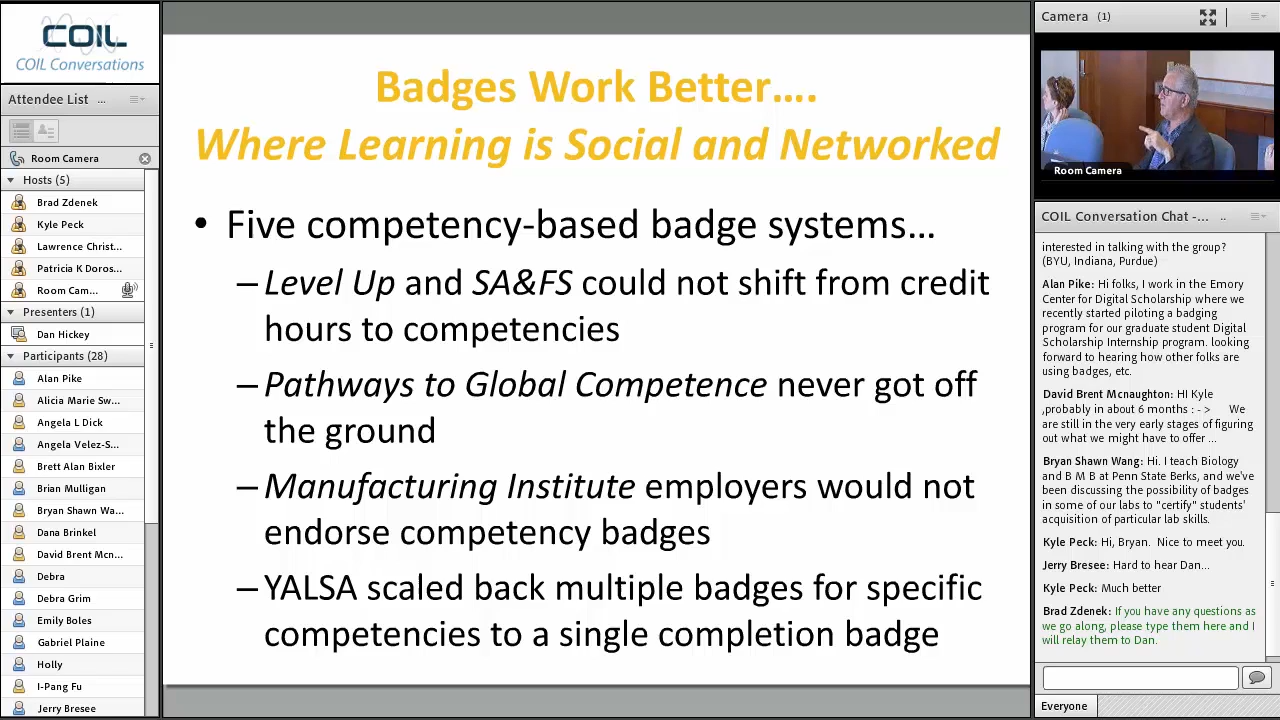 COIL
COIL Conversations
Attendee List ...
Room Camera
Hosts (5)
Brad Zdenek
Kyle Peck
Lawrence Christ...
Patricia K Doros...
Room Cam...
Presenters (1)
Dan Hickey
Participants (28)
Alan Pike
Alicia Marie Sw...
Angela L Dick
Angela Velez-S...
Brett Alan Bixler
Brian Mulligan
Bryan Shawn Wa...
Dana Brinkel
David Brent Mcn...
Debra
Debra Grim
Emily Boles
Gabriel Plaine
Holly
I-Pang Fu
Jerry Bresee
Badges Work Better....
Where Learning is Social and Networked
• Five competency-based badge systems...
– Level Up and SA&FS could not shift from credit
hours to competencies
– Pathways to Global Competence never got off
the ground
– Manufacturing Institute employers would not
endorse competency badges
– YALSA scaled back multiple badges for specific
competencies to a single completion badge
Camera (1)
Room Camera
COIL Conversation Chat -... ..
interested in talking with the group?
(BYU, Indiana, Purdue)
Alan Pike: Hi folks, I work in the Emory
Center for Digital Scholarship where we
recently started piloting a badging
program for our graduate student Digital
Scholarship Internship program. looking
forward to hearing how other folks are
using badges, etc.
David Brent Mcnaughton: HI Kyle
,probably in about 6 months : - > We
are still in the very early stages of figuring
out what we might have to offer ...
Bryan Shawn Wang: Hi. I teach Biology
and B M B at Penn State Berks, and we've
been discussing the possibility of badges
in some of our labs to "certify" students'
acquisition of particular lab skills.
Kyle Peck: Hi, Bryan. Nice to meet you.
Jerry Bresee: Hard to hear Dan...
Kyle Peck: Much better
Brad Zdenek: If you have any questions as
we go along, please type them here and I
will relay them to Dan.
Everyone